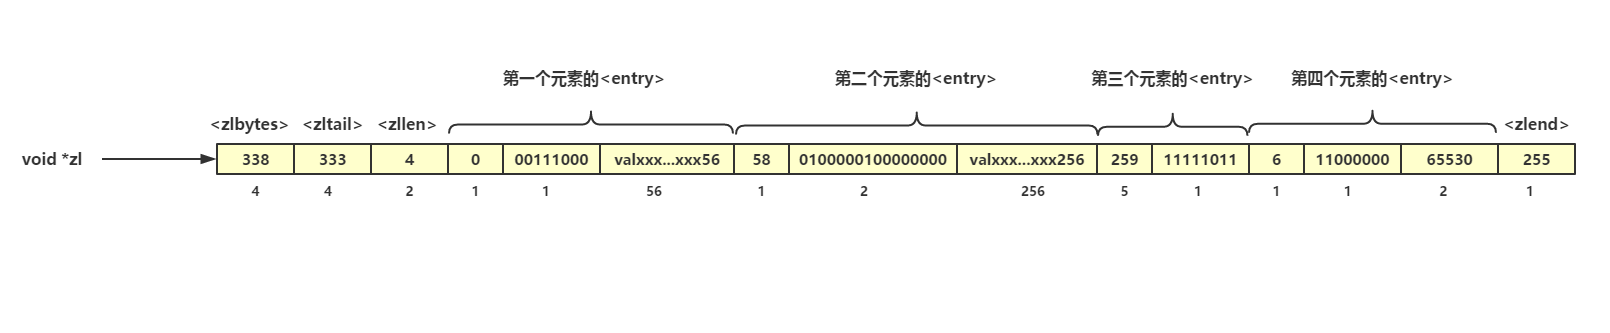 第一个元素的<entry> 第二个元素的<entry> 第三个元素的<entry> 第四个元素的<entry>
<zlbytes> <zltail> <zllen> <zlend>
void *zl 338 333 4 0 00111000 valxxx...xxx56 58 0100000100000000 valxxx...xxx256 259 11111011 6 11000000 65530 255
4 4 2 1 1 56 1 2 256 5 1 1 1 2 1